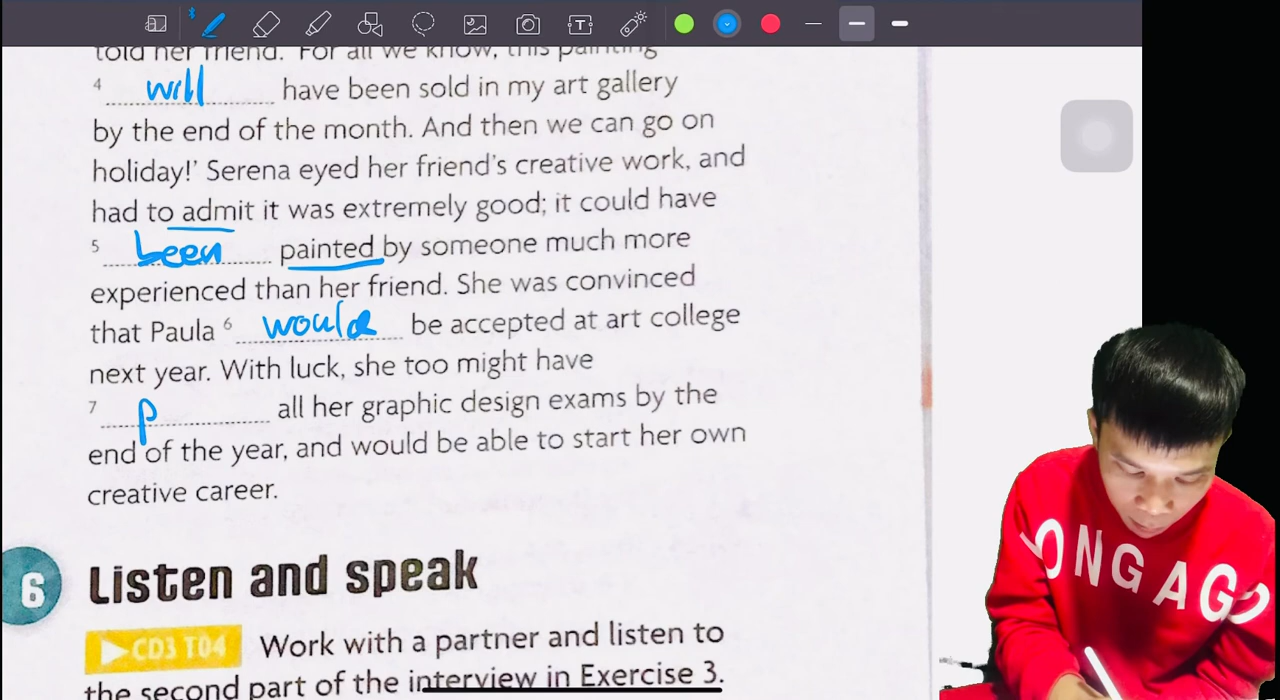 told her friend. 'For all we know, this painting
4 will have been sold in my art gallery
by the end of the month. And then we can go on
holiday!' Serena eyed her friend's creative work, and
had to admit it was extremely good; it could have
5 been painted by someone much more
experienced than her friend. She was convinced
that Paula 6 would be accepted at art college
next year. With luck, she too might have
7 p all her graphic design exams by the
end of the year, and would be able to start her own
creative career.
6 Listen and speak
CD3 T04 Work with a partner and listen to
the second part of the interview in Exercise 3.
T